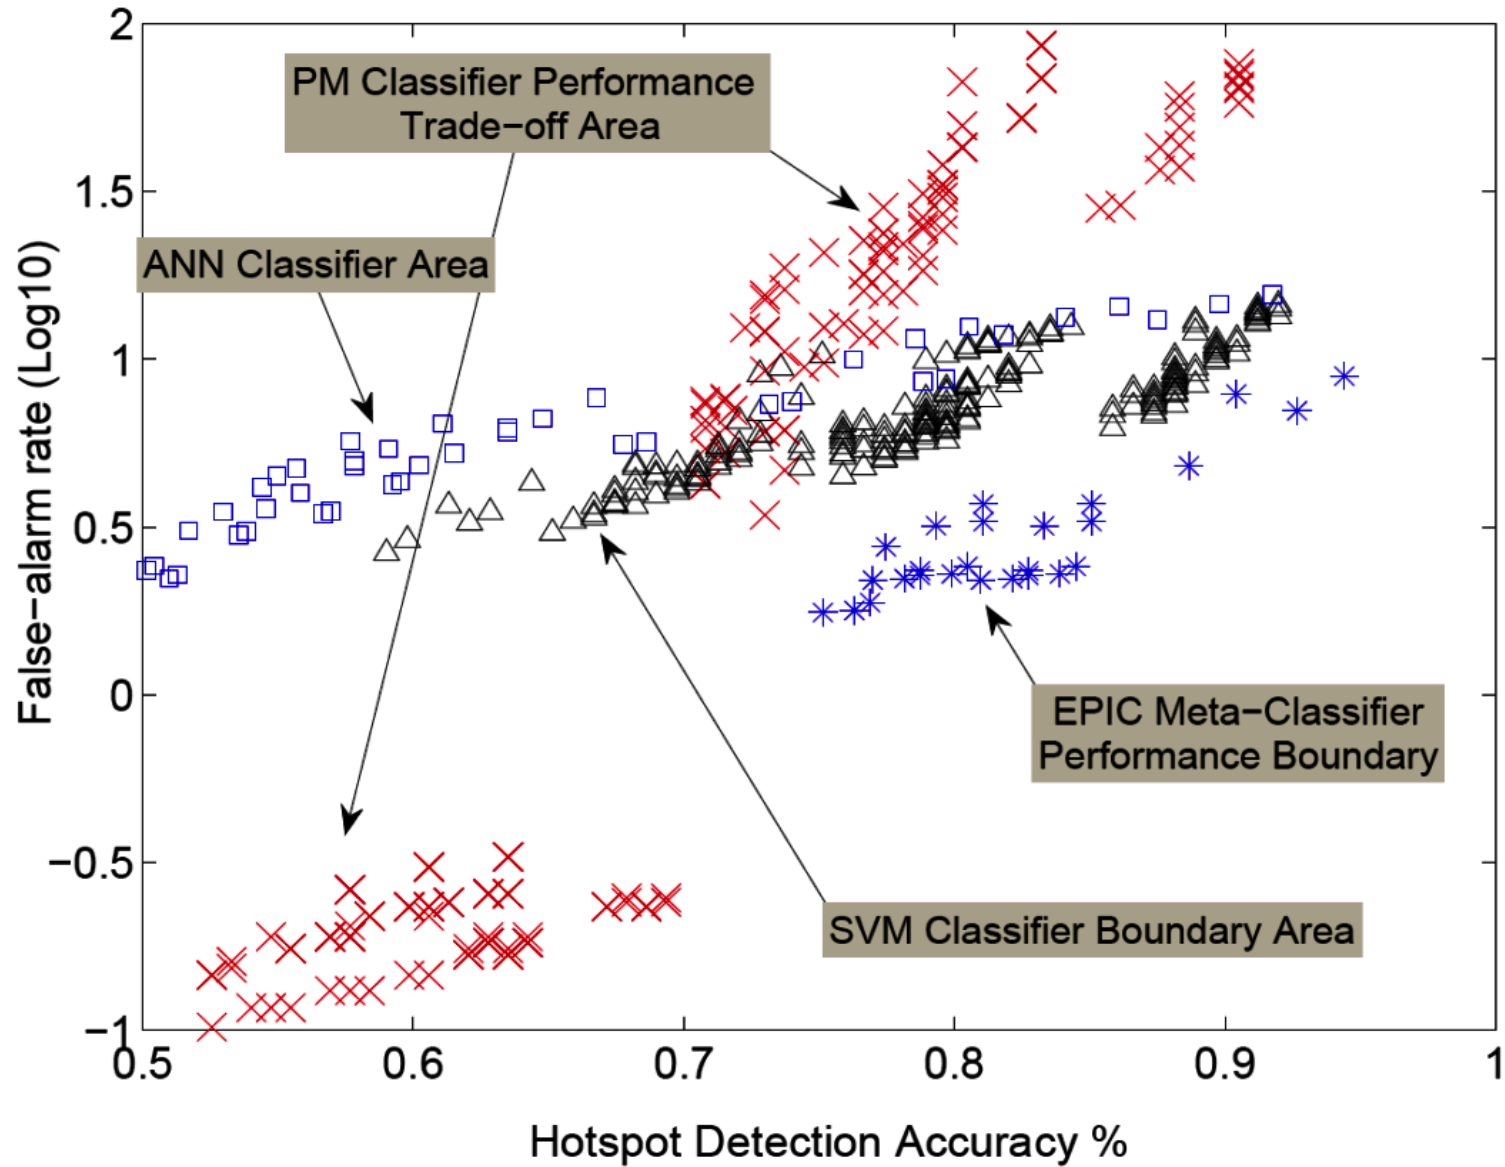 2
1.5
1
0.5
0
−0.5
−1
False−alarm rate (Log10)
PM Classifier Performance
Trade−off Area
ANN Classifier Area
EPIC Meta−Classifier
Performance Boundary
SVM Classifier Boundary Area
0.5
0.6
0.7
0.8
0.9
1
Hotspot Detection Accuracy %